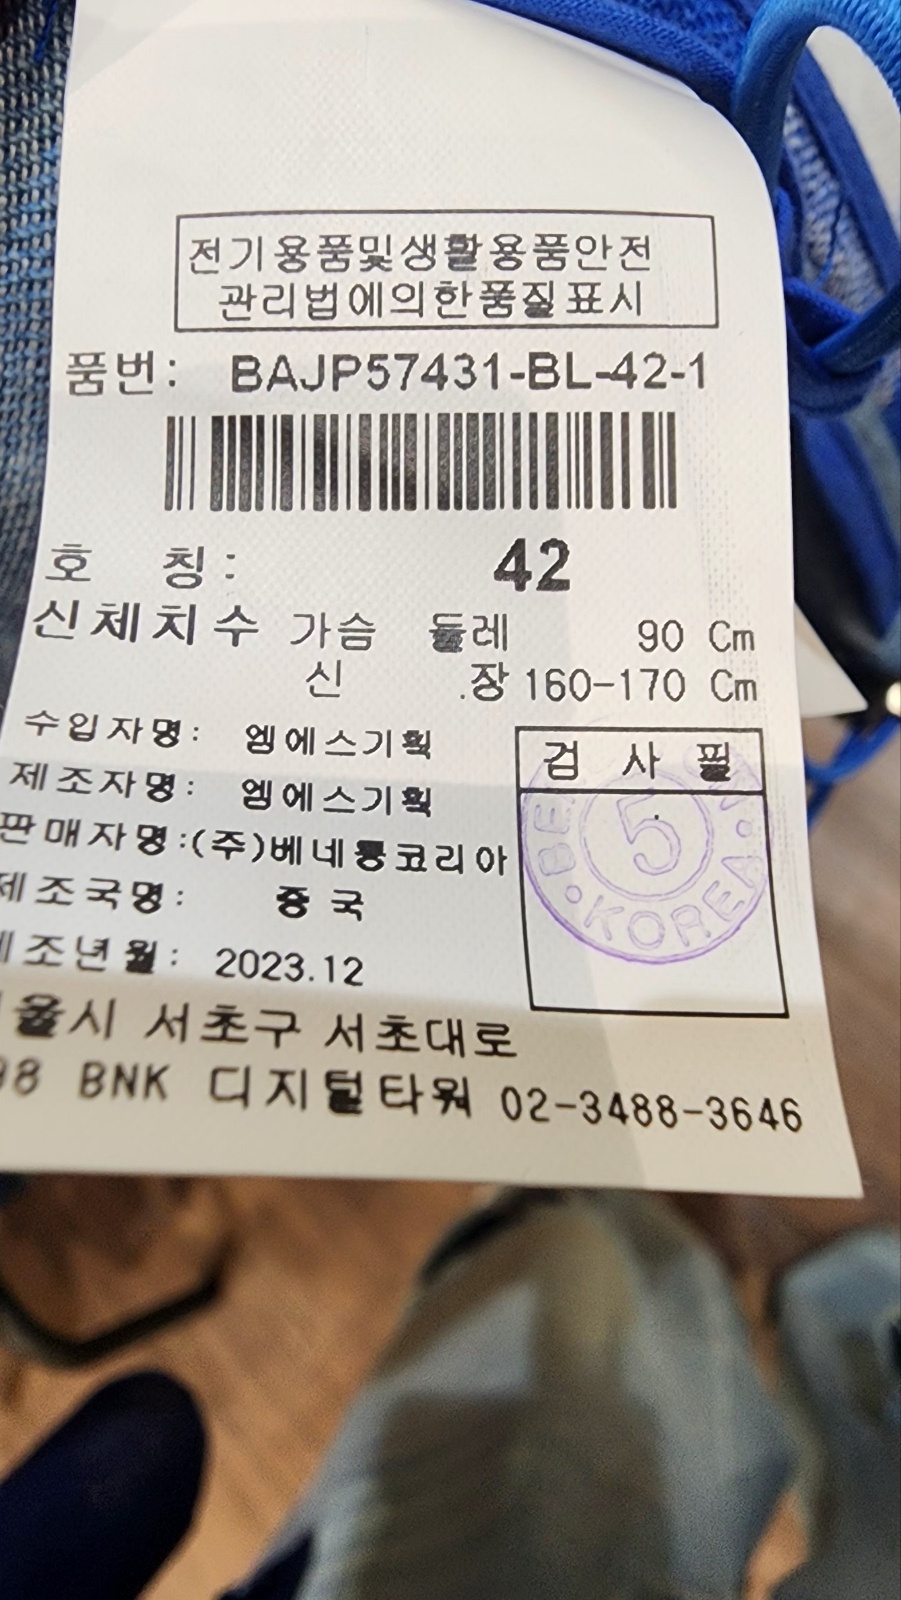 전기용품및생활용품안전
관리법에의한품질표시
품번: BAJP57431-BL-42-1
호 칭: 42
신체치수 가슴 둘레 90 Cm
신 .장 160-170 Cm
수입자명: 엠에스기획
제조자명: 엠에스기획
판매자명:(주)베네통코리아
제조국명: 중국
제조년월: 2023.12
검사필
BE
5
KOREA
서울시 서초구 서초대로
98 BNK 디지털타워 02-3488-3646